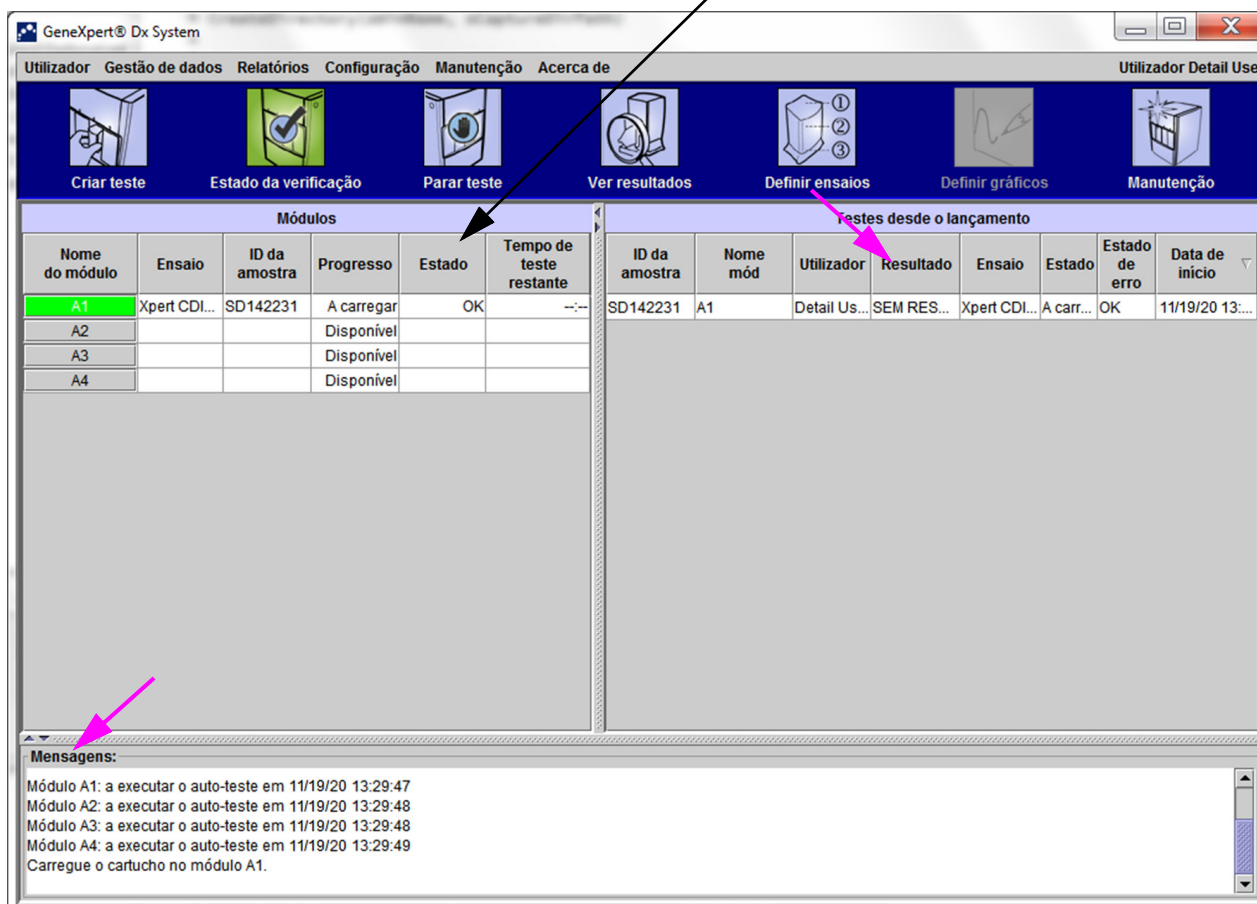 GeneXpert® Dx System
Utilizador Gestão de dados Relatórios Configuração Manutenção Acerca de Utilizador Detail Use
① ② ③
Criar teste Estado da verificação Parar teste Ver resultados Definir ensaios Definir gráficos Manutenção
Módulos
Nome do módulo Ensaio ID da amostra Progresso Estado Tempo de teste restante
A1 Xpert CDI... SD142231 A carregar OK --:--
A2 Disponível
A3 Disponível
A4 Disponível
Testes desde o lançamento
ID da amostra Nome mód Utilizador Resultado Ensaio Estado Estado de erro Data de início
SD142231 A1 Detail Us... SEM RES... Xpert CDI... A carr... OK 11/19/20 13:...
Mensagens:
Módulo A1: a executar o auto-teste em 11/19/20 13:29:47
Módulo A2: a executar o auto-teste em 11/19/20 13:29:48
Módulo A3: a executar o auto-teste em 11/19/20 13:29:48
Módulo A4: a executar o auto-teste em 11/19/20 13:29:49
Carregue o cartucho no módulo A1.